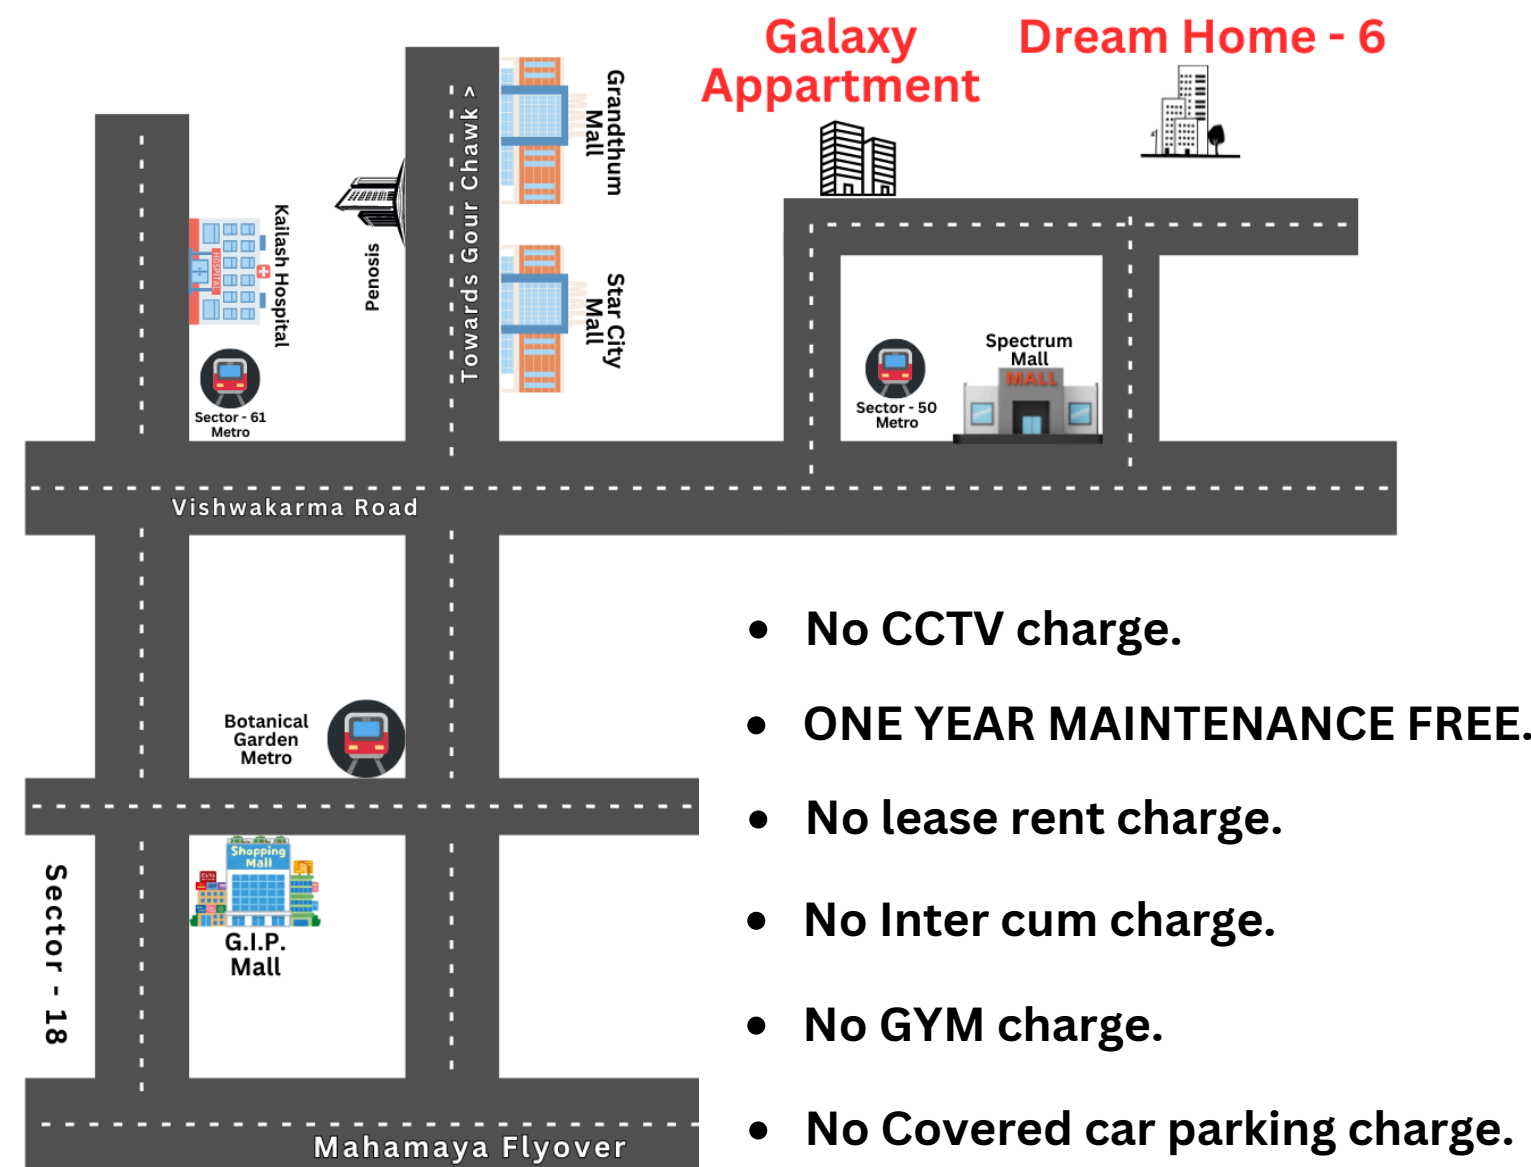 Galaxy
Appartment
Dream Home - 6
Grandthum
Mall
Towards Gour Chawk >
Kailash Hospital
HOSPITAL
Penosis
Star City
Mall
Sector - 61
Metro
Spectrum
Mall
MALL
Sector - 50
Metro
Vishwakarma Road
Botanical
Garden
Metro
Shopping
Mall
G.I.P.
Mall
Sector - 18
Mahamaya Flyover
• No CCTV charge.
• ONE YEAR MAINTENANCE FREE.
• No lease rent charge.
• No Inter cum charge.
• No GYM charge.
• No Covered car parking charge.